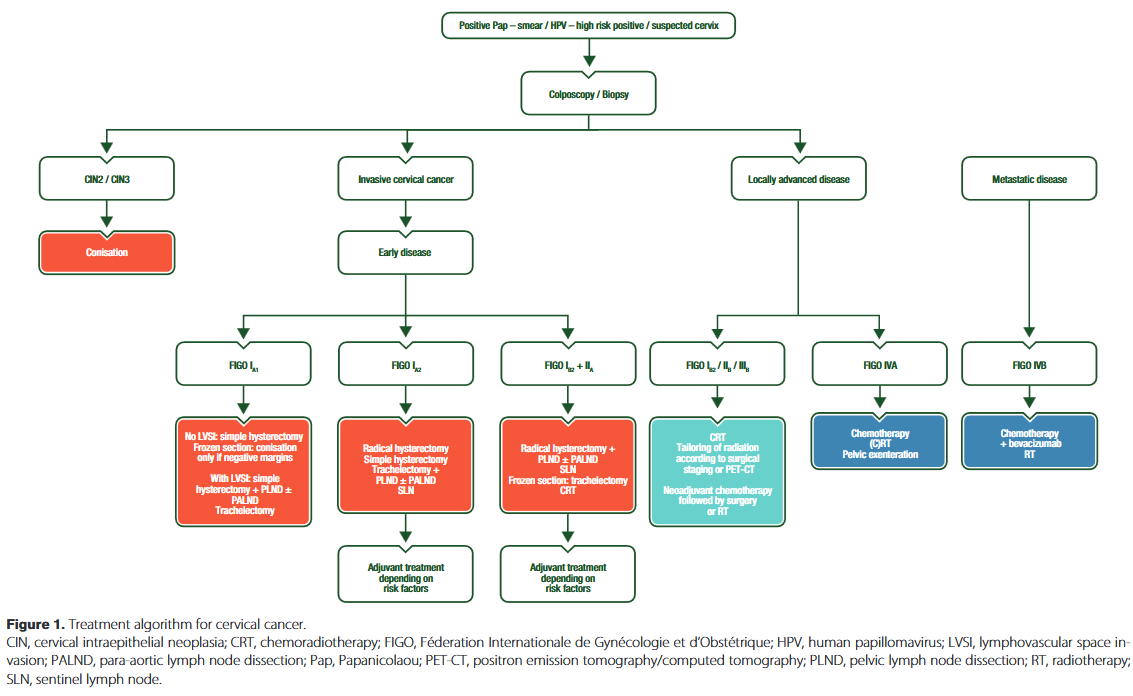 Positive Pap – smear / HPV – high risk positive / suspected cervix
Colposcopy / Biopsy
CIN2 / CIN3
Invasive cervical cancer
Locally advanced disease
Metastatic disease
Conisation
Early disease
FIGO IA1
FIGO IA2
FIGO IB2 + IIA
FIGO IB2 / IIB / IIIB
FIGO IVA
FIGO IVB
No LVSI: simple hysterectomy
Frozen section: conisation
only if negative margins
With LVSI: simple
hysterectomy + PLND ±
PALND
Trachelectomy
Radical hysterectomy
Simple hysterectomy
Trachelectomy +
PLND ± PALND
SLN
Radical hysterectomy +
PLND ± PALND
SLN
Frozen section: trachelectomy
CRT
CRT
Tailoring of radiation
according to surgical
staging or PET-CT
Neoadjuvant chemotherapy
followed by surgery
or RT
Chemotherapy
(C)RT
Pelvic exenteration
Chemotherapy
+ bevacizumab
RT
Adjuvant treatment
depending on
risk factors
Adjuvant treatment
depending on
risk factors
Figure 1. Treatment algorithm for cervical cancer.
CIN, cervical intraepithelial neoplasia; CRT, chemoradiotherapy; FIGO, Féderation Internationale de Gynécologie et d’Obstétrique; HPV, human papillomavirus; LVSI, lymphovascular space in-
vasion; PALND, para-aortic lymph node dissection; Pap, Papanicolaou; PET-CT, positron emission tomography/computed tomography; PLND, pelvic lymph node dissection; RT, radiotherapy;
SLN, sentinel lymph node.